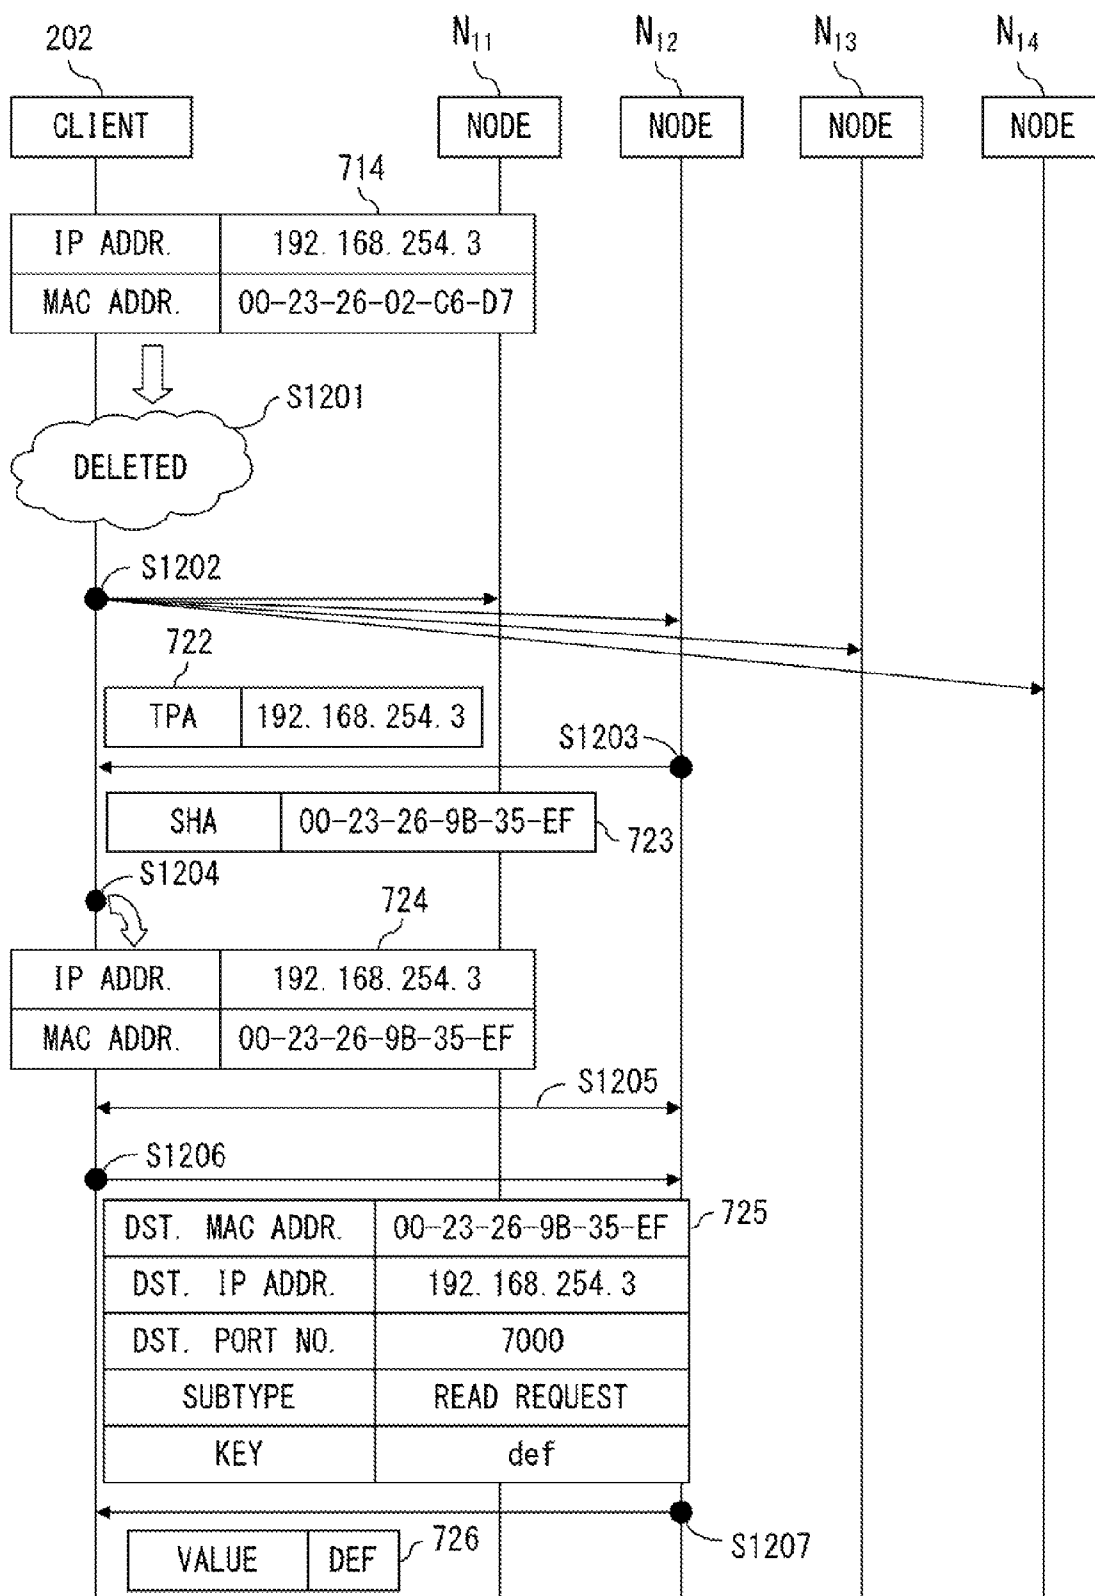 202 N11 N12 N13 N14
CLIENT NODE NODE NODE NODE
714
IP ADDR. 192. 168. 254. 3
MAC ADDR. 00-23-26-02-C6-D7
S1201
DELETED
S1202
722
TPA 192. 168. 254. 3
S1203
SHA 00-23-26-9B-35-EF 723
S1204
724
IP ADDR. 192. 168. 254. 3
MAC ADDR. 00-23-26-9B-35-EF
S1205
S1206
DST. MAC ADDR. 00-23-26-9B-35-EF 725
DST. IP ADDR. 192. 168. 254. 3
DST. PORT NO. 7000
SUBTYPE READ REQUEST
KEY def
S1207
VALUE DEF 726